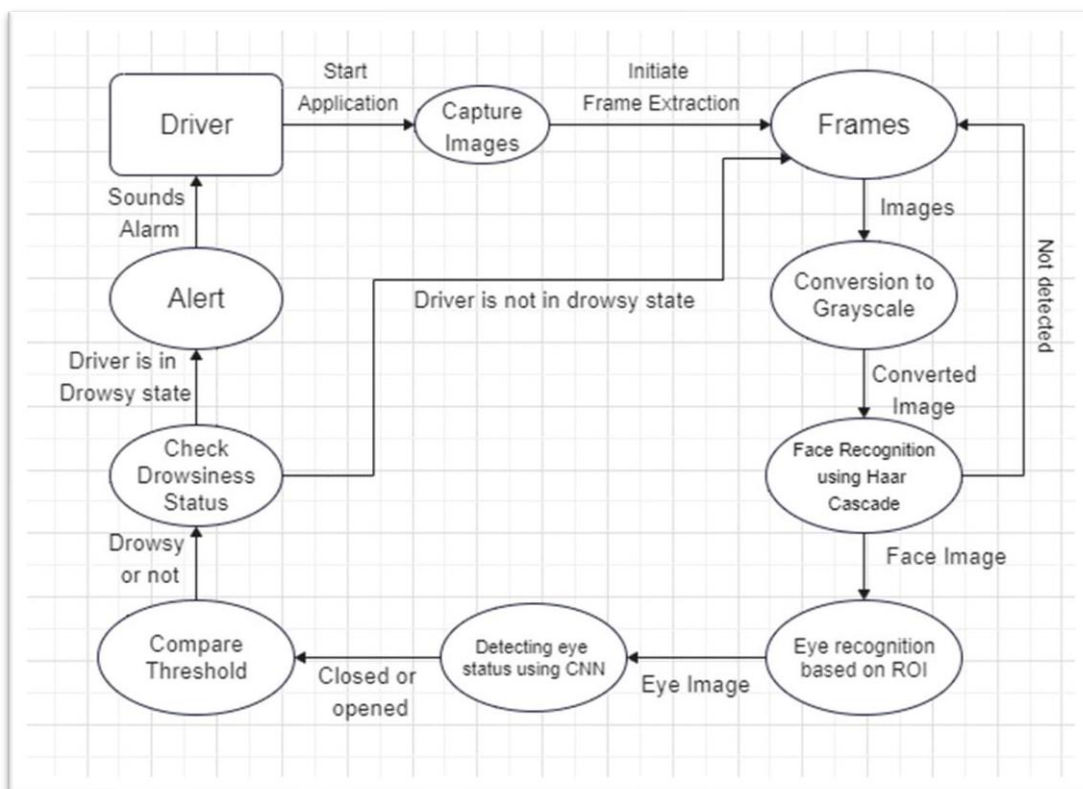 Driver
Start
Application
Capture
Images
Initiate
Frame Extraction
Frames
Images
Conversion to
Grayscale
Converted
Image
Face Recognition
using Haar
Cascade
Not detected
Face Image
Eye recognition
based on ROI
Eye Image
Detecting eye
status using CNN
Closed or
opened
Compare
Threshold
Drowsy
or not
Check
Drowsiness
Status
Driver is not in drowsy state
Driver is in
Drowsy state
Alert
Sounds
Alarm